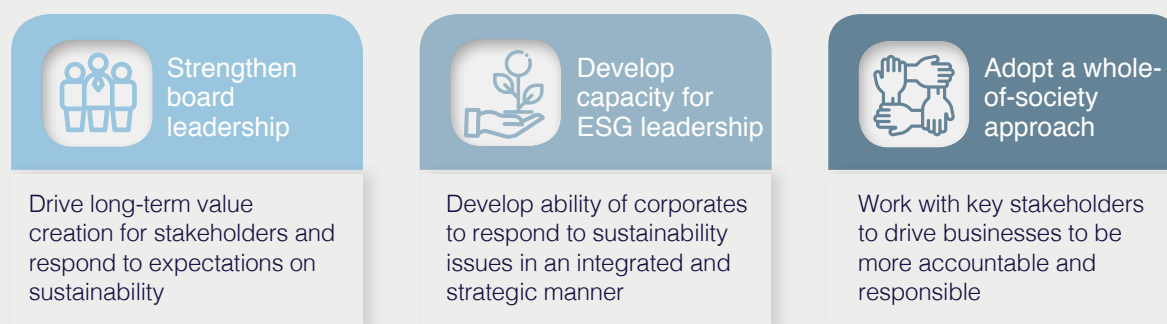 Strengthen
board
leadership
Drive long-term value
creation for stakeholders and
respond to expectations on
sustainability
Develop
capacity for
ESG leadership
Develop ability of corporates
to respond to sustainability
issues in an integrated and
strategic manner
Adopt a whole-
of-society
approach
Work with key stakeholders
to drive businesses to be
more accountable and
responsible